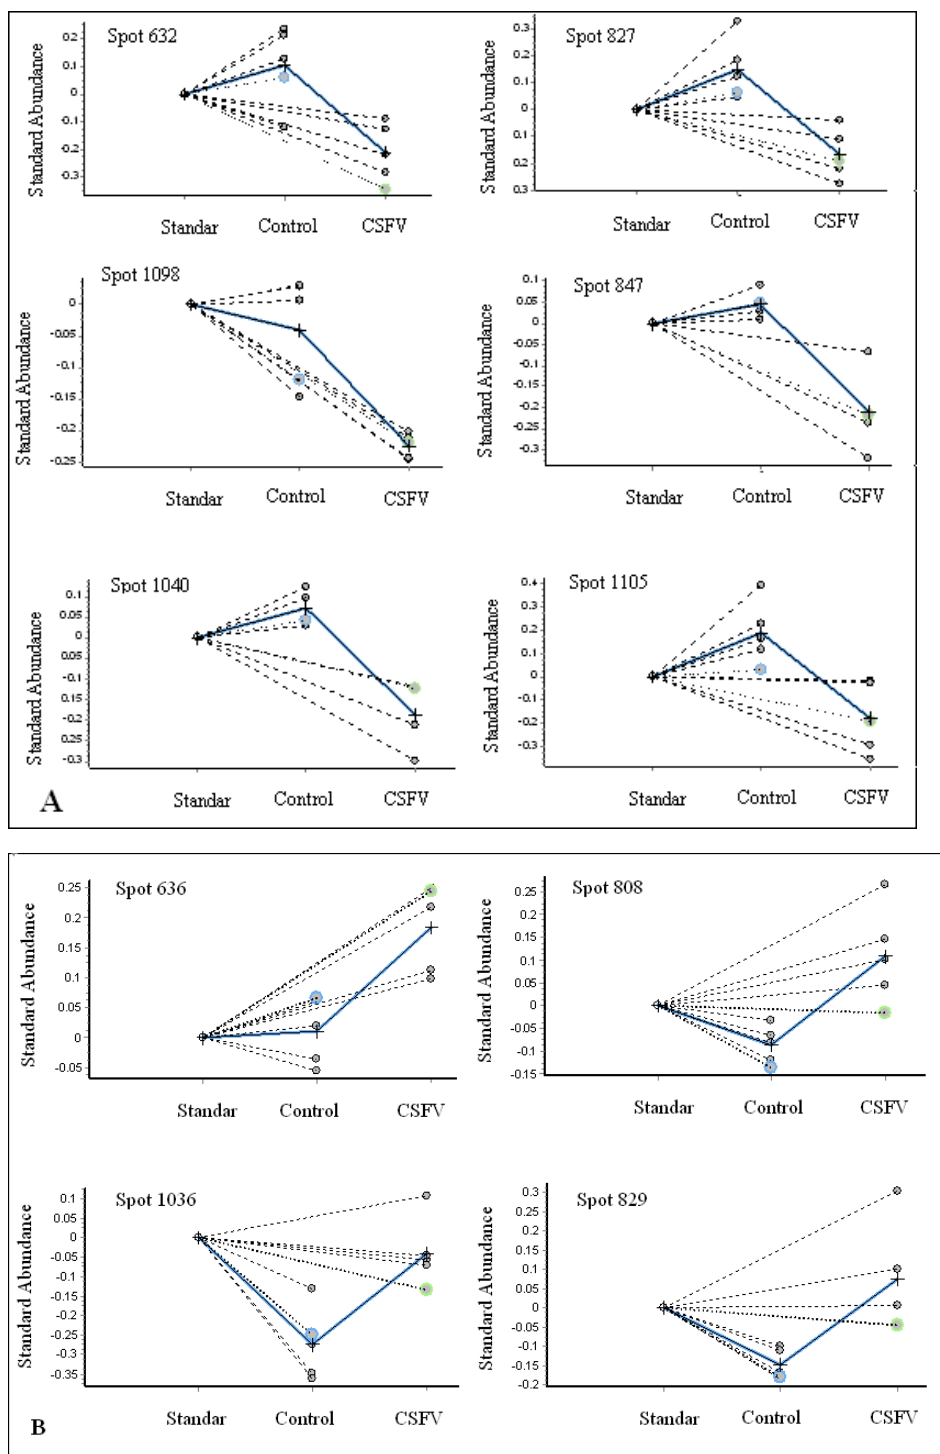 Spot 632
Standard Abundance
0.2
0.1
0
-0.1
-0.2
-0.3
Standar Control CSFV
Spot 827
Standard Abundance
0.3
0.2
0.1
0
0.1
0.2
0.3
Standar Control CSFV
Spot 1098
Standard Abundance
0
-0.05
-0.1
-0.15
-0.2
-0.25
Standar Control CSFV
Spot 847
Standard Abundance
0.1
0.05
0
-0.05
-0.1
-0.15
-0.2
-0.25
-0.3
Standar Control CSFV
Spot 1040
Standard Abundance
0.1
0.05
0
0.05
-0.1
0.15
-0.2
0.25
-0.3
Standar Control CSFV
Spot 1105
Standard Abundance
0.4
0.3
0.2
0.1
0
-0.1
-0.2
-0.3
Standar Control CSFV
A
Spot 636
Standard Abundance
0.25
0.2
0.15
0.1
0.05
0
-0.05
Standar Control CSFV
Spot 808
Standard Abundance
0.25
0.2
0.15
0.1
0.05
0
-0.05
-0.1
-0.15
Standar Control CSFV
Spot 1036
Standard Abundance
0.1
0.05
0
-0.05
-0.1
-0.15
-0.2
-0.25
-0.3
-0.35
Standar Control CSFV
Spot 829
Standard Abundance
0.3
0.25
0.2
0.15
0.1
0.05
0
-0.05
-0.1
-0.15
-0.2
Standar Control CSFV
B